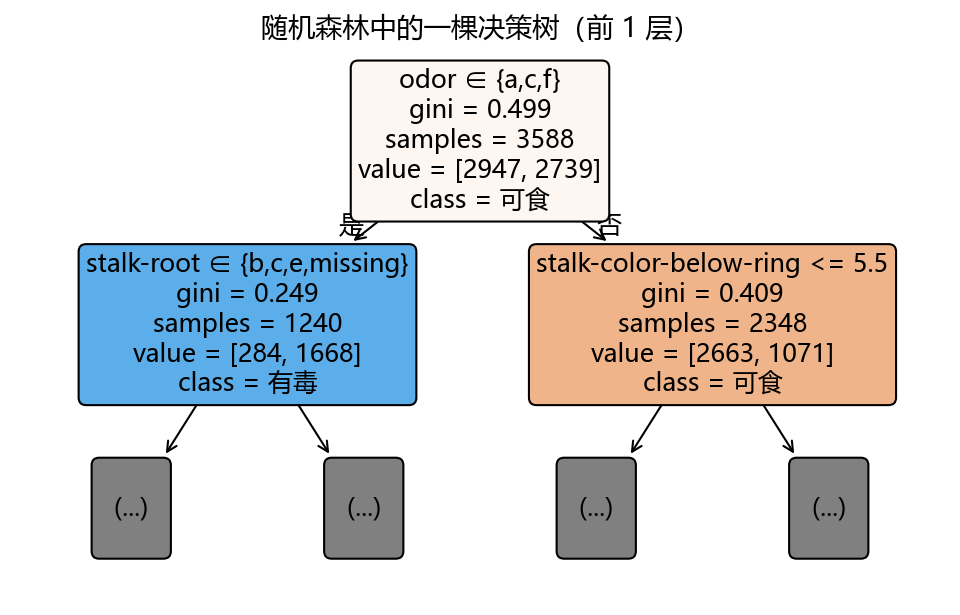 随机森林中的一棵决策树（前 1 层）
odor ∈ {a,c,f}
gini = 0.499
samples = 3588
value = [2947, 2739]
class = 可食
是
否
stalk-root ∈ {b,c,e,missing}
gini = 0.249
samples = 1240
value = [284, 1668]
class = 有毒
stalk-color-below-ring <= 5.5
gini = 0.409
samples = 2348
value = [2663, 1071]
class = 可食
(...)
(...)
(...)
(...)